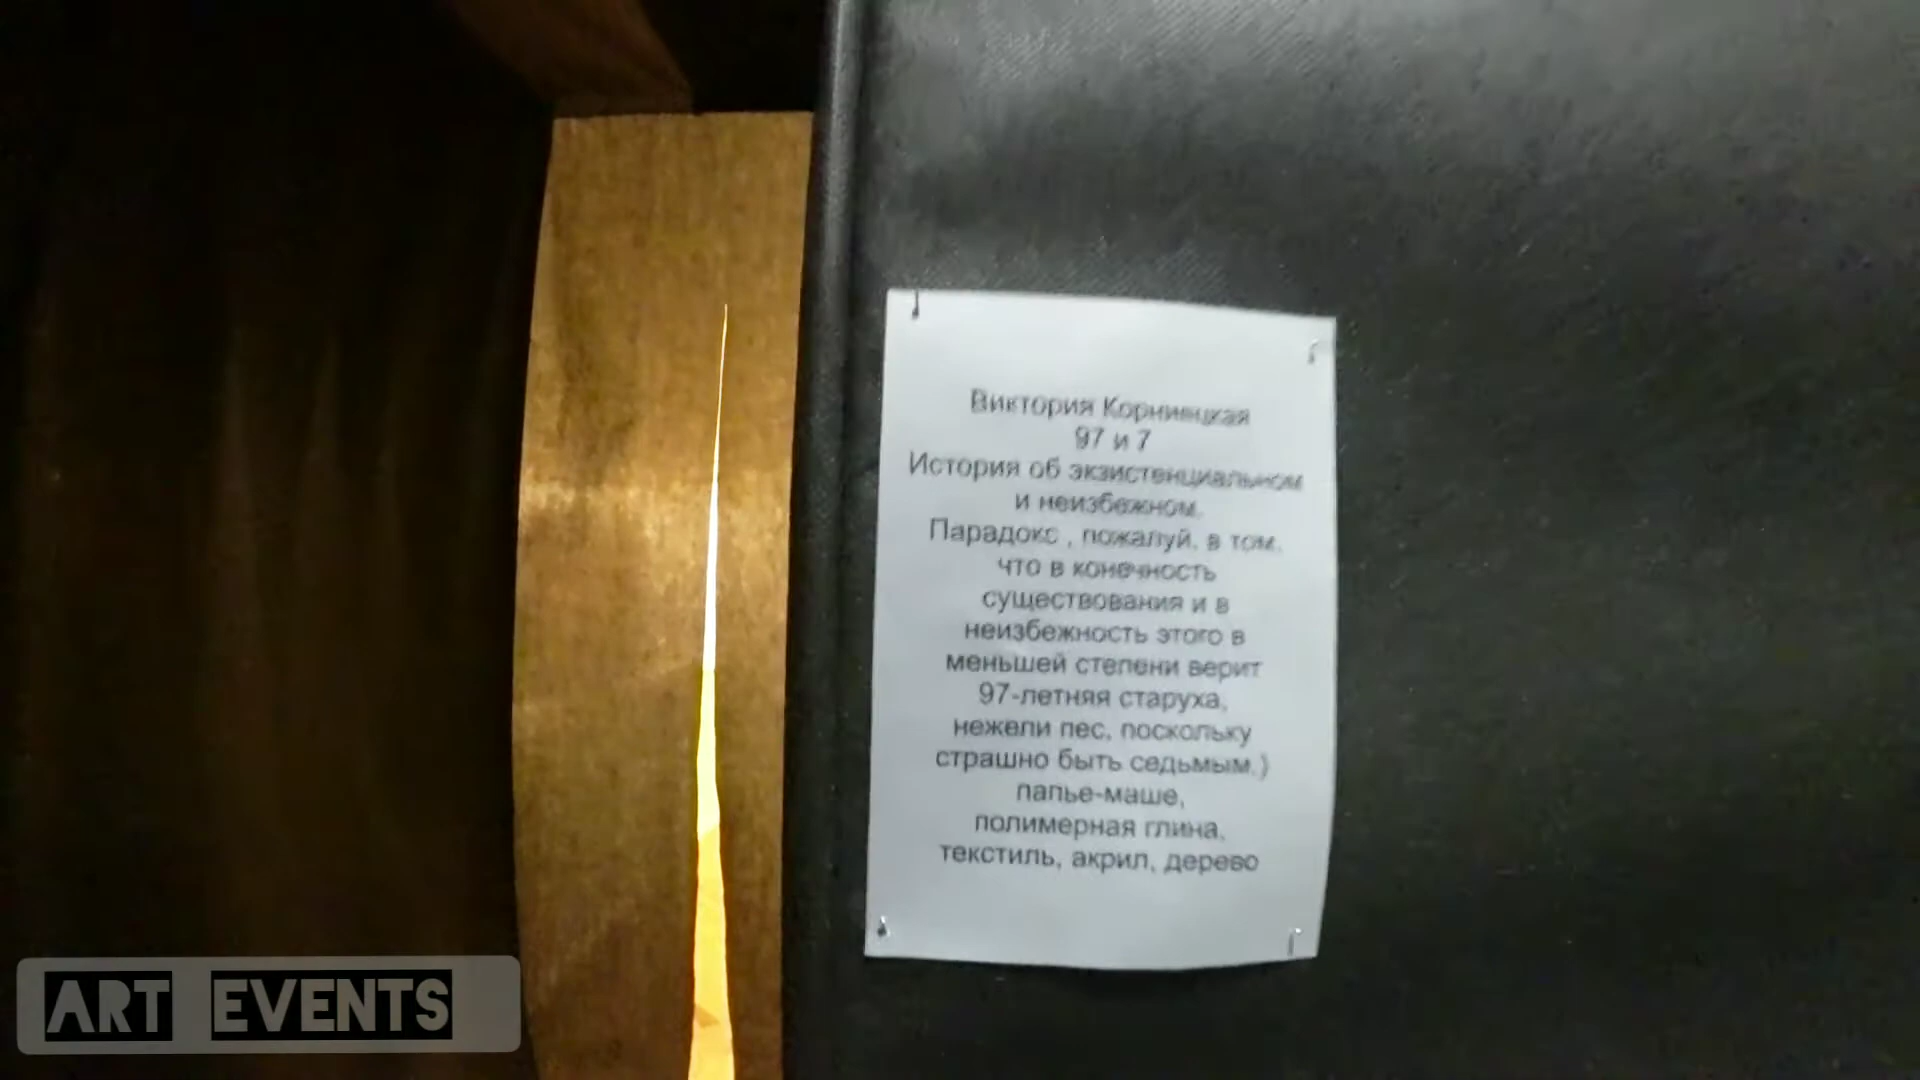 Виктория Корниецкая
97 и 7
История об экзистенциальном
и неизбежном.
Парадокс , пожалуй, в том,
что в конечность
существования и в
неизбежность этого в
меньшей степени верит
97-летняя старуха,
нежели пес, поскольку
страшно быть седьмым.)
папье-маше,
полимерная глина,
текстиль, акрил, дерево
ART EVENTS